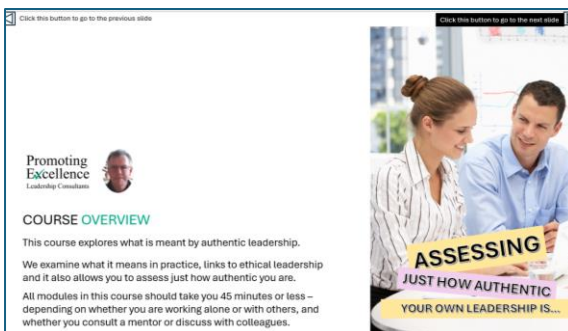 Click this button to go to the previous slide
Click this button to go to the next slide
Promoting
Excellence
Leadership Consultants
COURSE OVERVIEW
This course explores what is meant by authentic leadership.
We examine what it means in practice, links to ethical leadership
and it also allows you to assess just how authentic you are.
All modules in this course should take you 45 minutes or less –
depending on whether you are working alone or with others, and
whether you consult a mentor or discuss with colleagues.
ASSESSING
JUST HOW AUTHENTIC
YOUR OWN LEADERSHIP IS...